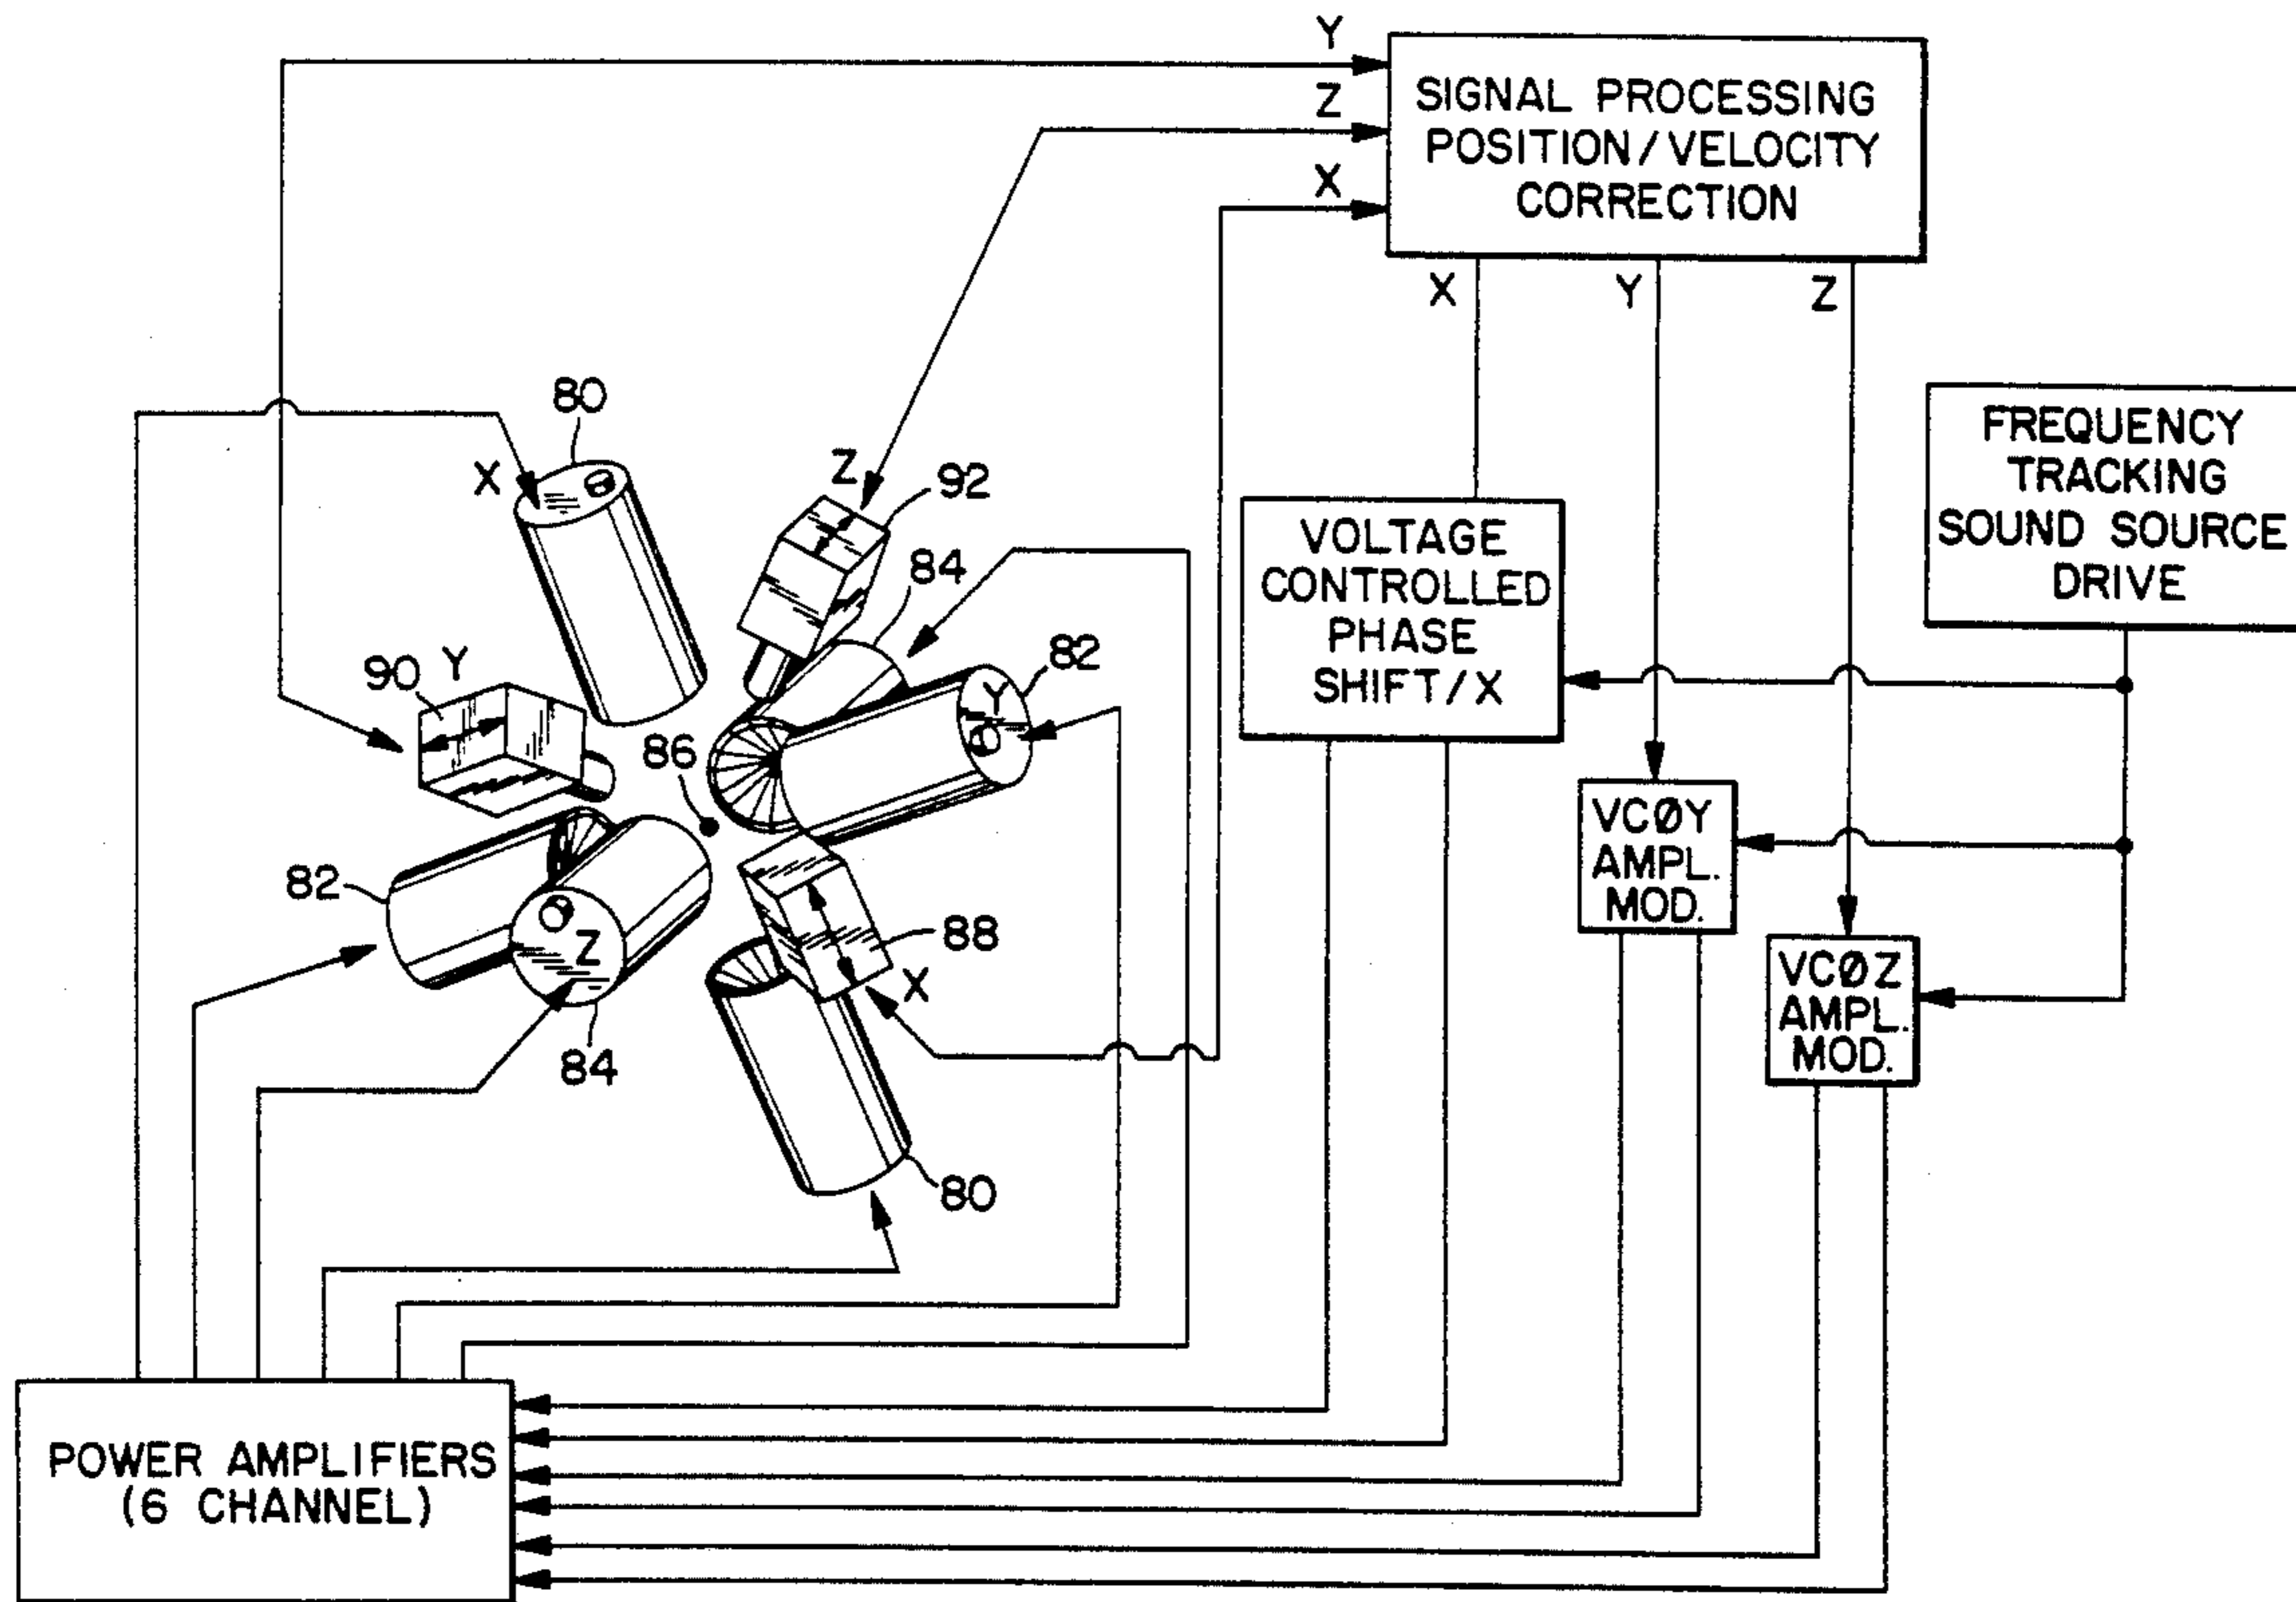 Y
Z
X
SIGNAL PROCESSING
POSITION/VELOCITY
CORRECTION
X
Y
Z
FREQUENCY
TRACKING
SOUND SOURCE
DRIVE
80
X
Z
92
VOLTAGE
CONTROLLED
PHASE
SHIFT/X
84
82
Y
90
Y
86
VCØY
AMPL.
MOD.
82
Z
88
X
84
VCØZ
AMPL.
MOD.
80
POWER AMPLIFIERS
(6 CHANNEL)